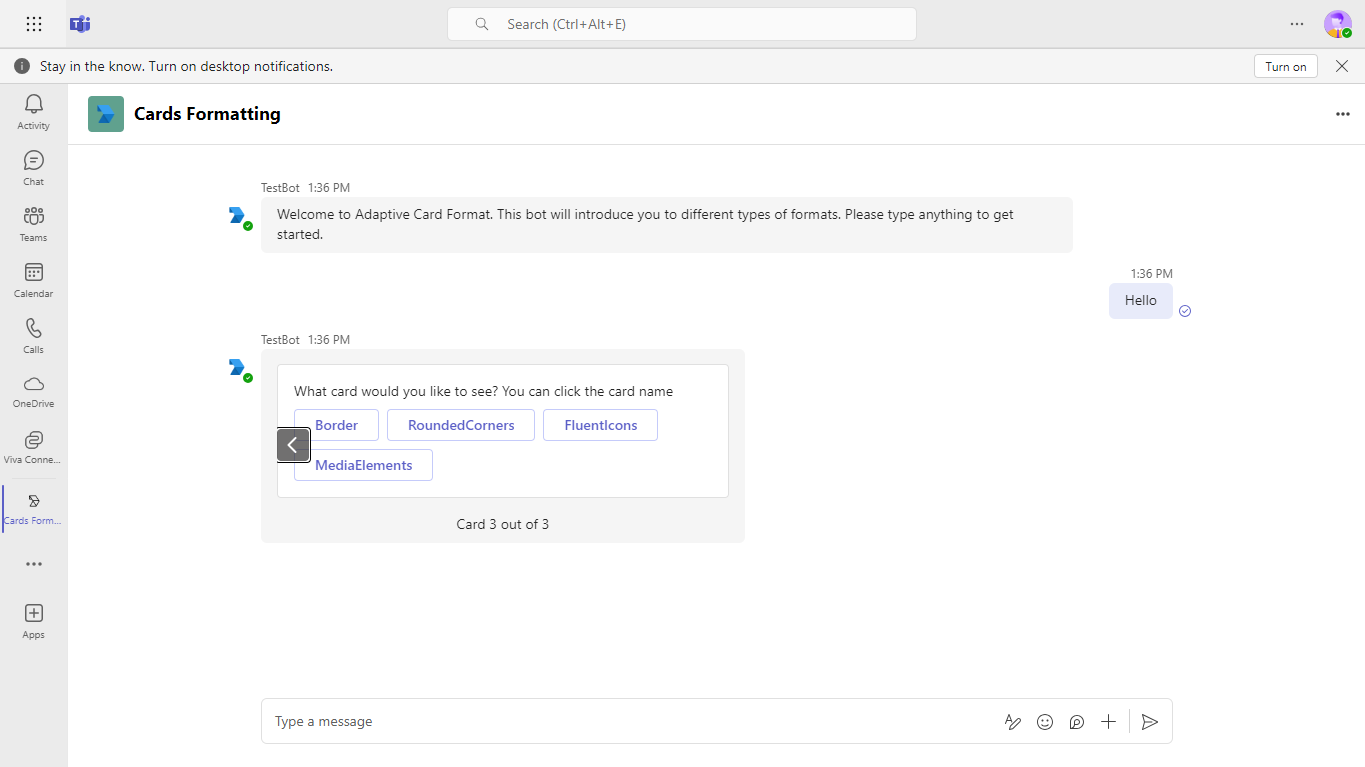 Search (Ctrl+Alt+E)
Stay in the know. Turn on desktop notifications.
Turn on
Activity
Chat
Teams
Calendar
Calls
OneDrive
Viva Conne...
Cards Form...
Apps
Cards Formatting
TestBot 1:36 PM
Welcome to Adaptive Card Format. This bot will introduce you to different types of formats. Please type anything to get
started.
1:36 PM
Hello
TestBot 1:36 PM
What card would you like to see? You can click the card name
Border
RoundedCorners
FluentIcons
MediaElements
Card 3 out of 3
Type a message